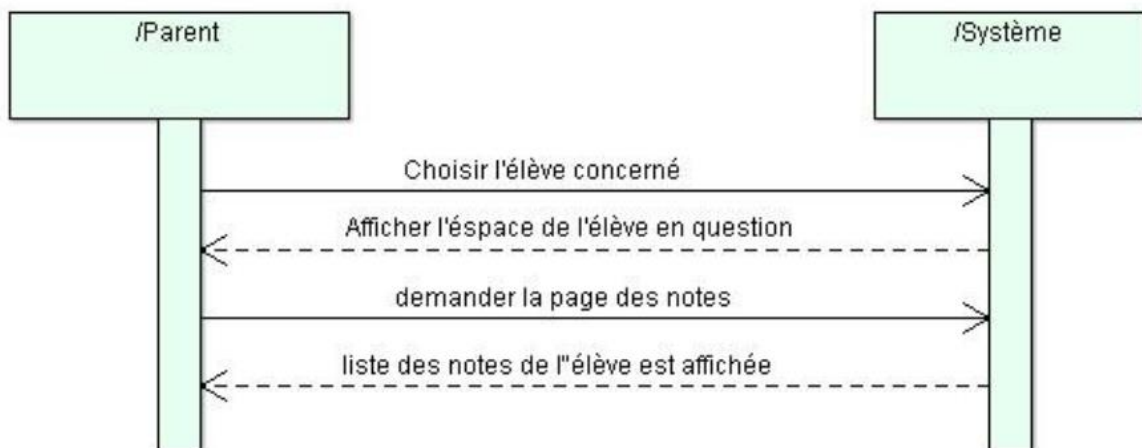 /Parent
/Système
Choisir l'élève concerné
Afficher l'éspace de l'élève en question
demander la page des notes
liste des notes de l''élève est affichée